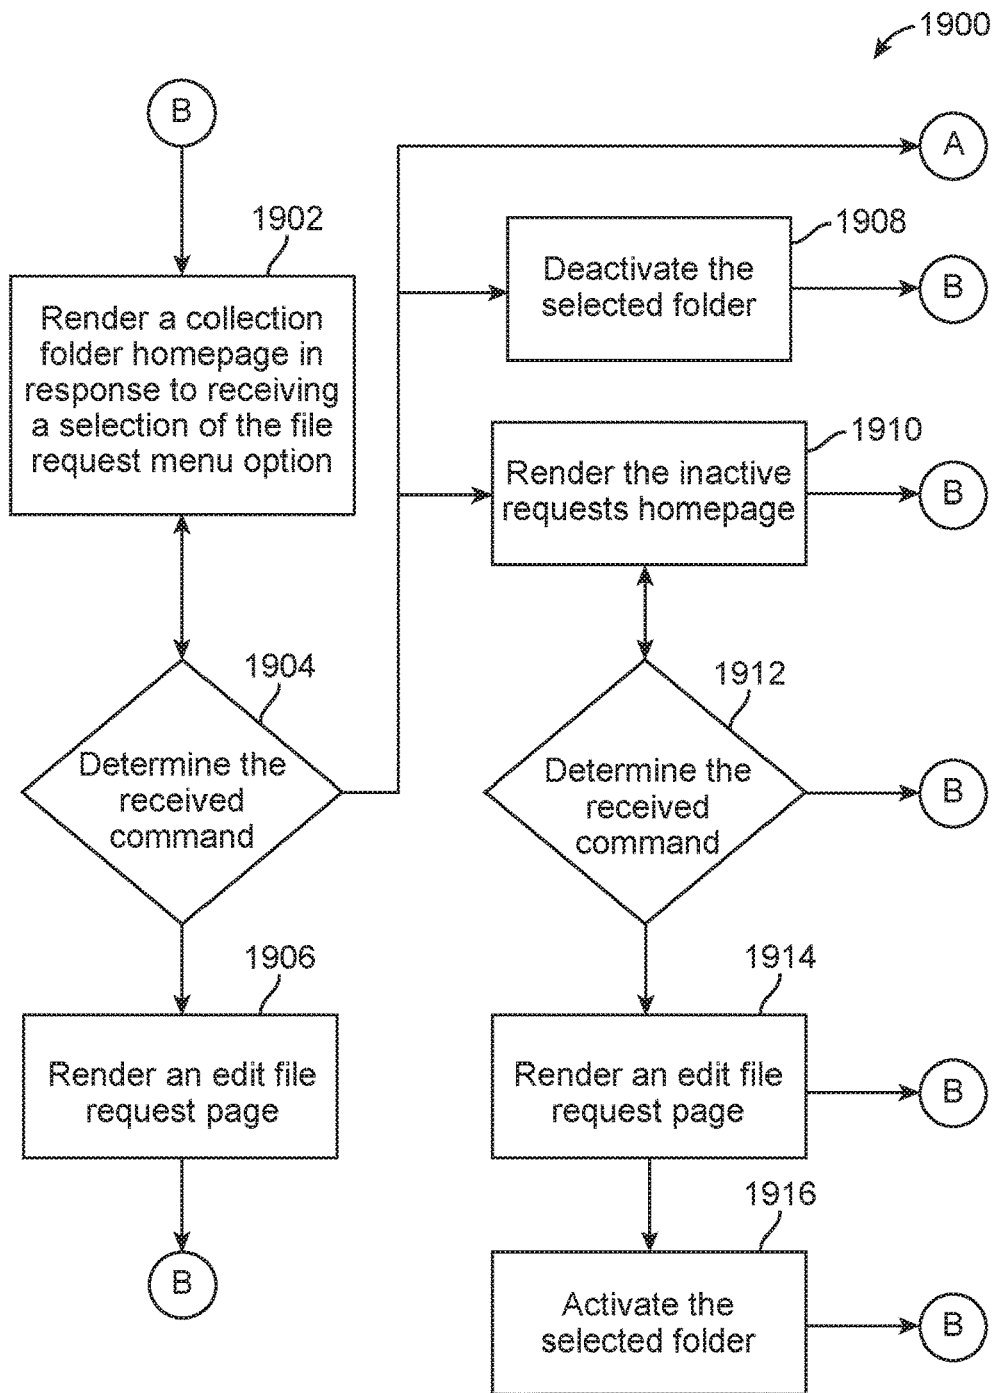 1900
B
A
1902
Render a collection
folder homepage in
response to receiving
a selection of the file
request menu option
1908
Deactivate the
selected folder
B
1910
Render the inactive
requests homepage
B
1904
Determine the
received
command
1912
Determine the
received
command
B
1906
Render an edit file
request page
B
1914
Render an edit file
request page
B
1916
Activate the
selected folder
B